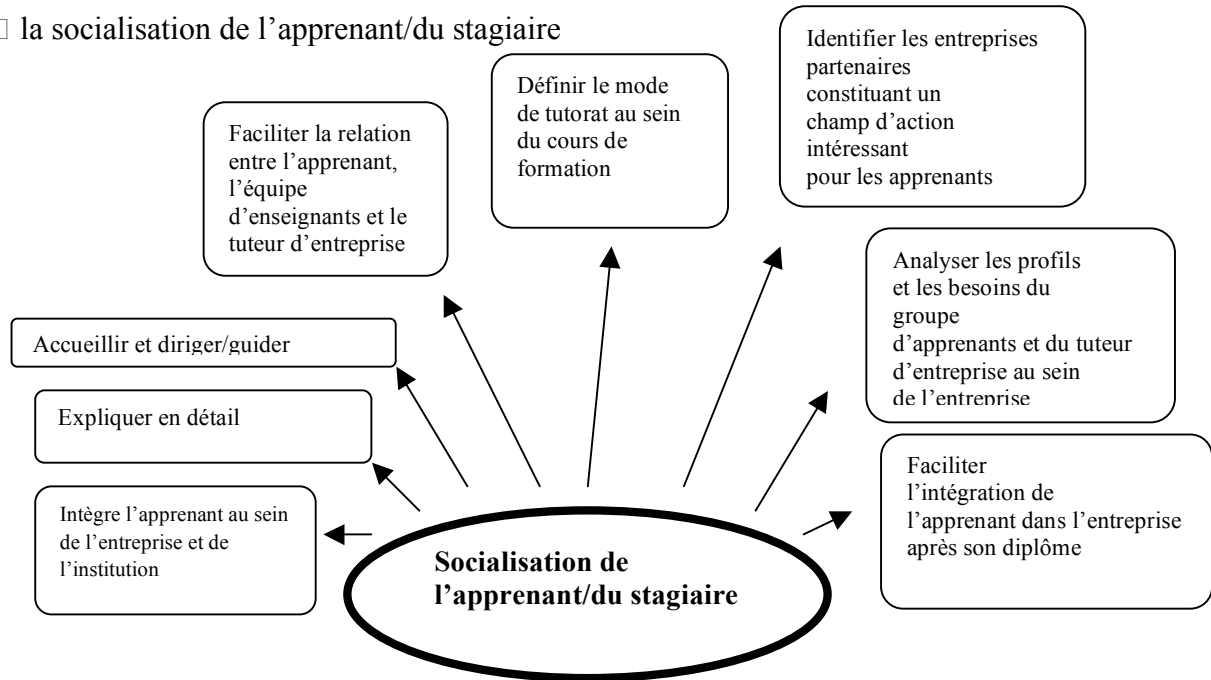 □ la socialisation de l’apprenant/du stagiaire
Faciliter la relation
entre l’apprenant,
l’équipe
d’enseignants et le
tuteur d’entreprise
Définir le mode
de tutorat au sein
du cours de
formation
Identifier les entreprises
partenaires
constituant un
champ d’action
intéressant
pour les apprenants
Analyser les profils
et les besoins du
groupe
d’apprenants et du tuteur
d’entreprise au sein
de l’entreprise
Accueillir et diriger/guider
Expliquer en détail
Intègre l’apprenant au sein
de l’entreprise et de
l’institution
Faciliter
l’intégration de
l’apprenant dans l’entreprise
après son diplôme
Socialisation de
l’apprenant/du stagiaire